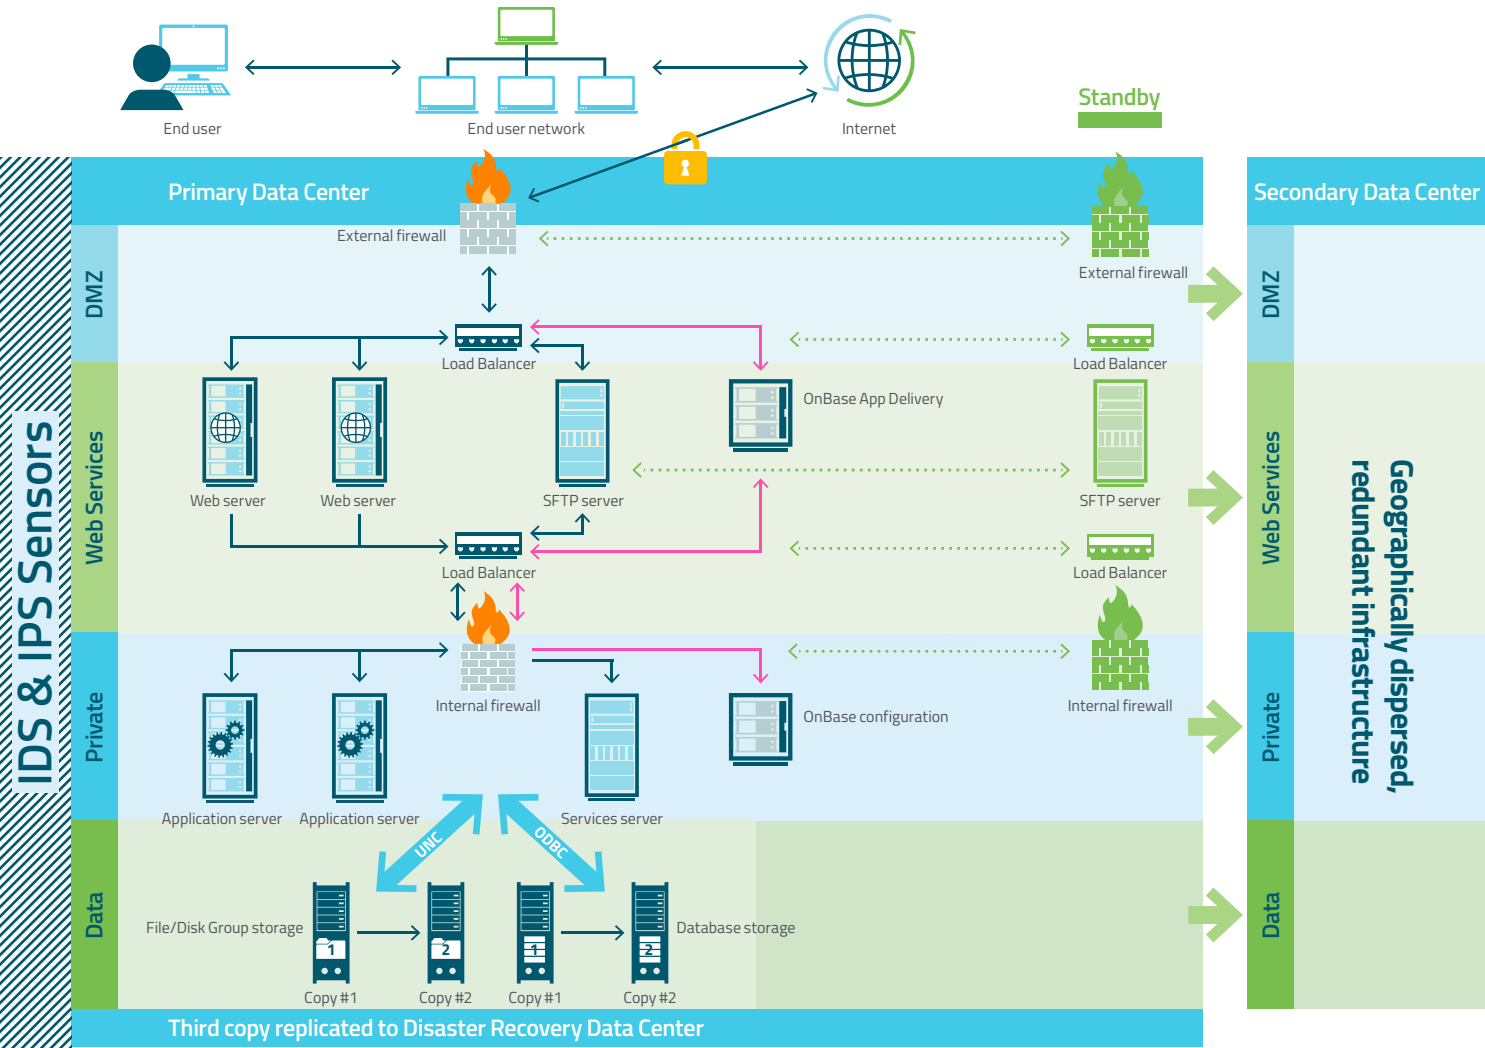 End user
End user network
Internet
Standby
Primary Data Center
Secondary Data Center
IDS & IPS Sensors
DMZ
External firewall
External firewall
DMZ
Load Balancer
Load Balancer
Web Services
OnBase App Delivery
Web Services
Web server
Web server
SFTP server
SFTP server
Load Balancer
Load Balancer
Geographically dispersed,
redundant infrastructure
Private
Internal firewall
OnBase configuration
Internal firewall
Private
Application server
Application server
Services server
UNC
ODBC
Data
File/Disk Group storage
1
2
1
2
Database storage
Data
Copy #1
Copy #2
Copy #1
Copy #2
Third copy replicated to Disaster Recovery Data Center